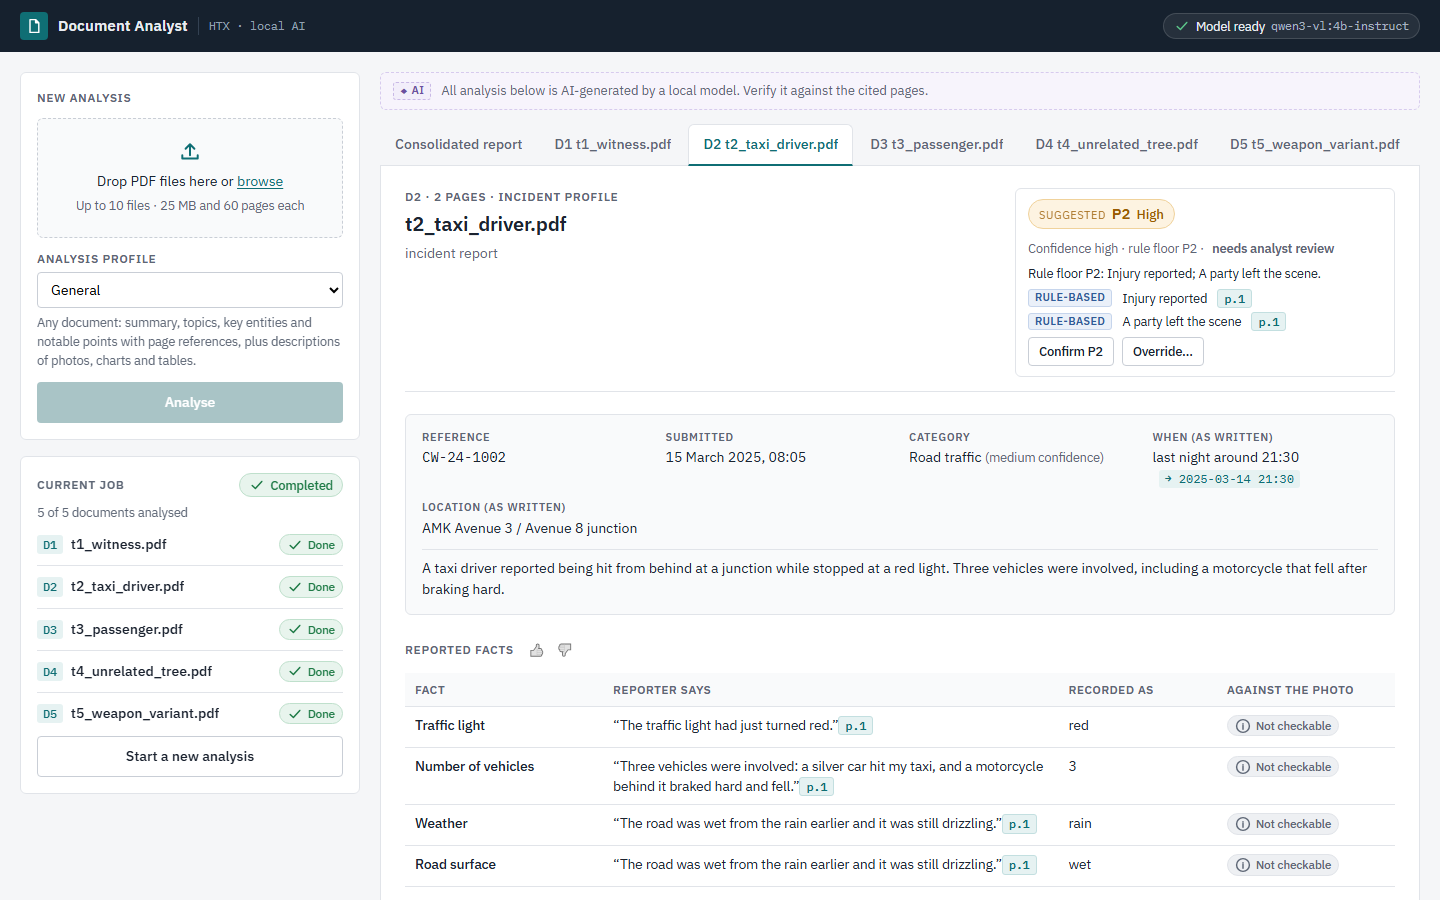 Document Analyst
HTX · local AI
Model ready qwen3-vl:4b-instruct
NEW ANALYSIS
Drop PDF files here or browse
Up to 10 files · 25 MB and 60 pages each
ANALYSIS PROFILE
General
Any document: summary, topics, key entities and
notable points with page references, plus descriptions
of photos, charts and tables.
Analyse
CURRENT JOB
Completed
5 of 5 documents analysed
D1 t1_witness.pdf Done
D2 t2_taxi_driver.pdf Done
D3 t3_passenger.pdf Done
D4 t4_unrelated_tree.pdf Done
D5 t5_weapon_variant.pdf Done
Start a new analysis
AI All analysis below is AI-generated by a local model. Verify it against the cited pages.
Consolidated report
D1 t1_witness.pdf
D2 t2_taxi_driver.pdf
D3 t3_passenger.pdf
D4 t4_unrelated_tree.pdf
D5 t5_weapon_variant.pdf
D2 · 2 PAGES · INCIDENT PROFILE
t2_taxi_driver.pdf
incident report
SUGGESTED P2 High
Confidence high · rule floor P2 · needs analyst review
Rule floor P2: Injury reported; A party left the scene.
RULE-BASED Injury reported p.1
RULE-BASED A party left the scene p.1
Confirm P2
Override...
REFERENCE
CW-24-1002
SUBMITTED
15 March 2025, 08:05
CATEGORY
Road traffic (medium confidence)
WHEN (AS WRITTEN)
last night around 21:30
→ 2025-03-14 21:30
LOCATION (AS WRITTEN)
AMK Avenue 3 / Avenue 8 junction
A taxi driver reported being hit from behind at a junction while stopped at a red light. Three vehicles were involved, including a motorcycle that fell after
braking hard.
REPORTED FACTS
FACT REPORTER SAYS RECORDED AS AGAINST THE PHOTO
Traffic light “The traffic light had just turned red.” p.1 red Not checkable
Number of vehicles “Three vehicles were involved: a silver car hit my taxi, and a motorcycle 3 Not checkable
behind it braked hard and fell.” p.1
Weather “The road was wet from the rain earlier and it was still drizzling.” p.1 rain Not checkable
Road surface “The road was wet from the rain earlier and it was still drizzling.” p.1 wet Not checkable